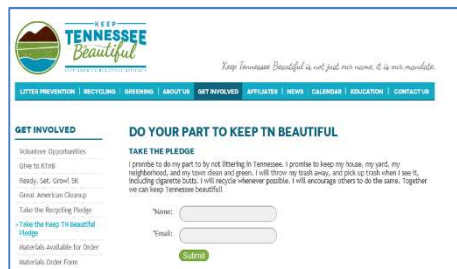 KEEP
TENNESSEE
Beautiful
KEEP AMERICA BEAUTIFUL AFFILIATE
Keep Tennessee Beautiful is not just our name, it is our mandate.
LITTER PREVENTION | RECYCLING | GREENING | ABOUT US | GET INVOLVED | AFFILIATES | NEWS | CALENDAR | EDUCATION | CONTACT US
GET INVOLVED
Volunteer Opportunities
Give to KTnB
Ready. Set. Grow! 5K
Great American Cleanup
Take the Recycling Pledge
Take the Keep TN Beautiful
Pledge
Materials Available for Order
Materials Order Form
DO YOUR PART TO KEEP TN BEAUTIFUL
TAKE THE PLEDGE
I promise to do my part to by not littering in Tennessee. I promise to keep my house, my yard, my
neighborhood, and my town clean and green. I will throw my trash away, and pick up trash when I see it,
including cigarette butts. I will recycle whenever possible. I will encourage others to do the same. Together
we can keep Tennessee beautiful!
*Name:
*Email:
Submit